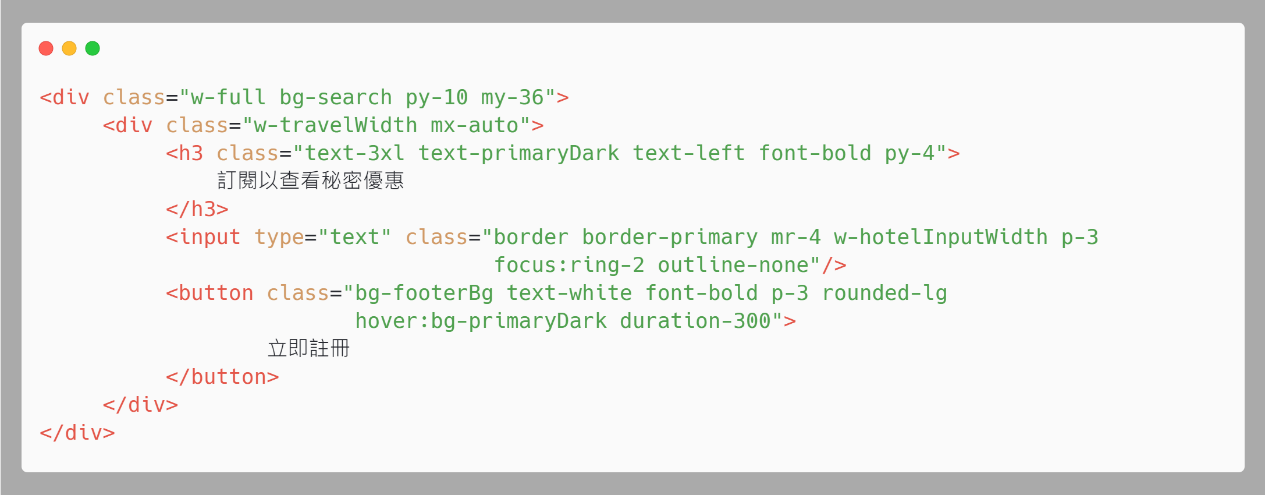 <div class="w-full bg-search py-10 my-36">
<div class="w-travelWidth mx-auto">
<h3 class="text-3xl text-primaryDark text-left font-bold py-4">
訂閱以查看秘密優惠
</h3>
<input type="text" class="border border-primary mr-4 w-hotelInputWidth p-3
focus:ring-2 outline-none"/>
<button class="bg-footerBg text-white font-bold p-3 rounded-lg
hover:bg-primaryDark duration-300">
立即註冊
</button>
</div>
</div>